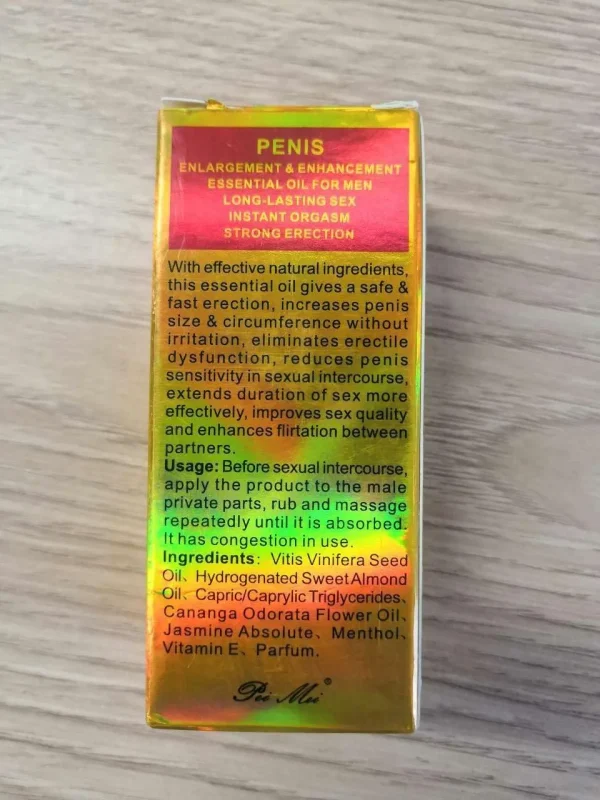 PENIS
ENLARGEMENT & ENHANCEMENT
ESSENTIAL OIL FOR MEN
LONG-LASTING SEX
INSTANT ORGASM
STRONG ERECTION
With effective natural ingredients,
this essential oil gives a safe &
fast erection, increases penis
size & circumference without
irritation, eliminates erectile
dysfunction, reduces penis
sensitivity in sexual intercourse,
extends duration of sex more
effectively, improves sex quality
and enhances flirtation between
partners.
Usage: Before sexual intercourse,
apply the product to the male
private parts, rub and massage
repeatedly until it is absorbed.
It has congestion in use.
Ingredients: Vitis Vinifera Seed
Oil、Hydrogenated Sweet Almond
Oil、Capric/Caprylic Triglycerides、
Cananga Odorata Flower Oil、
Jasmine Absolute、Menthol、
Vitamin E、Parfum.
Pei Mei®